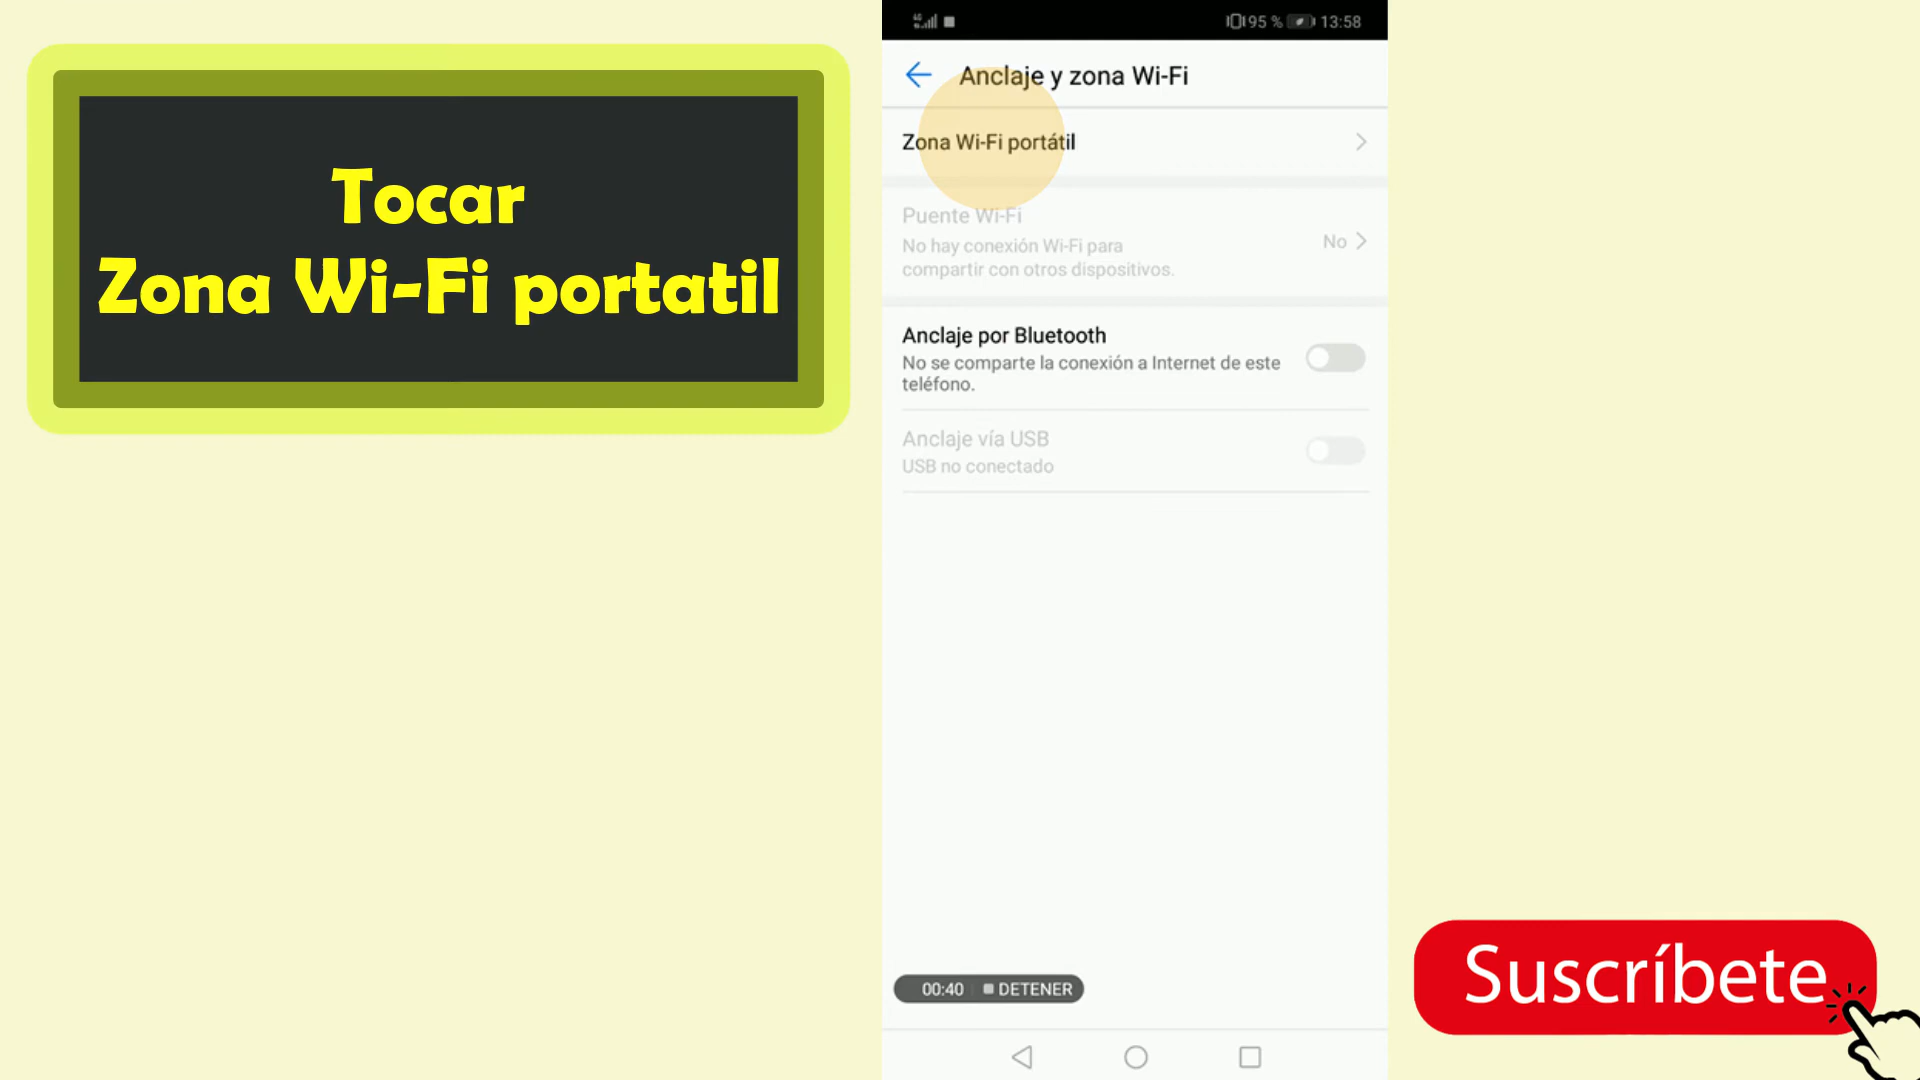 Tocar
Zona Wi-Fi portatil
95 % 13:58
Anclaje y zona Wi-Fi
Zona Wi-Fi portátil
Puente Wi-Fi
No hay conexión Wi-Fi para
compartir con otros dispositivos.
No
Anclaje por Bluetooth
No se comparte la conexión a Internet de este
teléfono.
Anclaje vía USB
USB no conectado
00:40 DETENER
Suscríbete